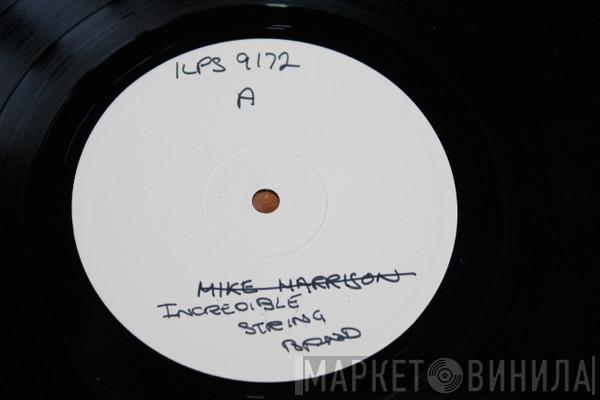 ILPS 9172
A
MIKE HARRISON
INCREDIBLE
STRING
BAND
МАРКЕТ ВИНИЛА